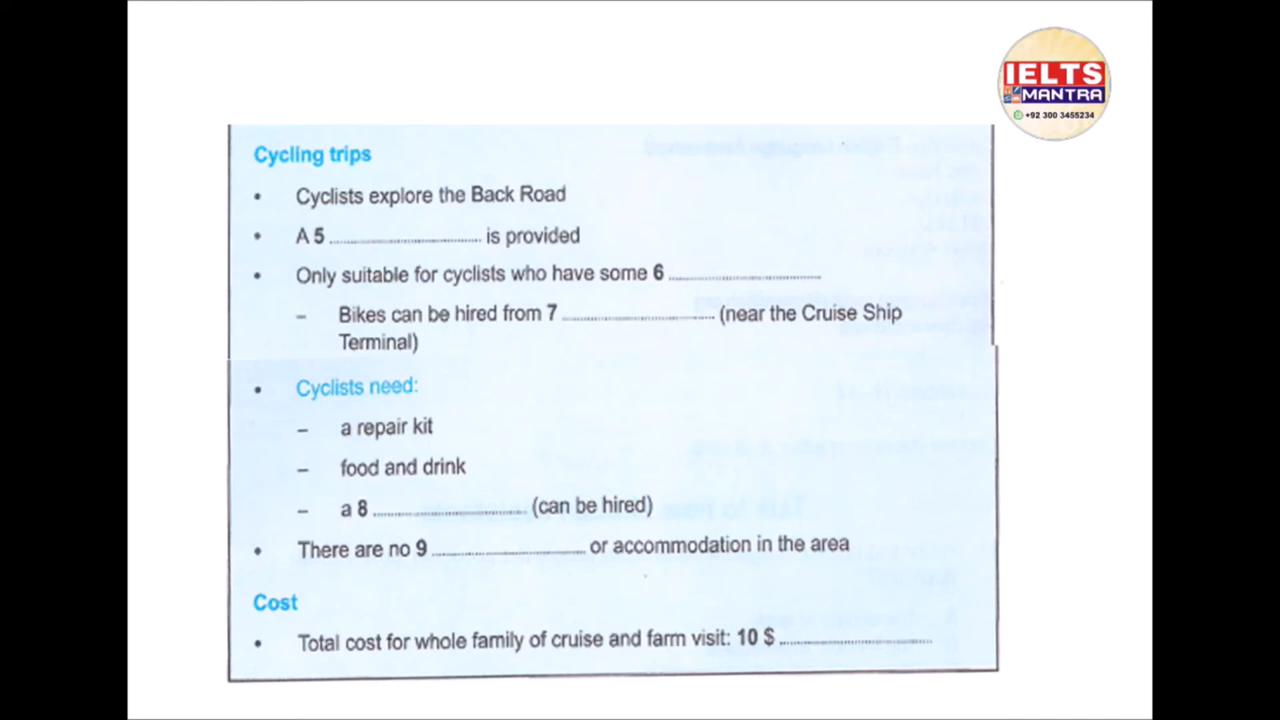 IELTS
MANTRA
+92 300 3455234
Cycling trips
• Cyclists explore the Back Road
• A 5 ........................ is provided
• Only suitable for cyclists who have some 6 ........................
– Bikes can be hired from 7 ........................ (near the Cruise Ship
Terminal)
• Cyclists need:
– a repair kit
– food and drink
– a 8 ........................ (can be hired)
• There are no 9 ........................ or accommodation in the area
Cost
• Total cost for whole family of cruise and farm visit: 10 $ ........................